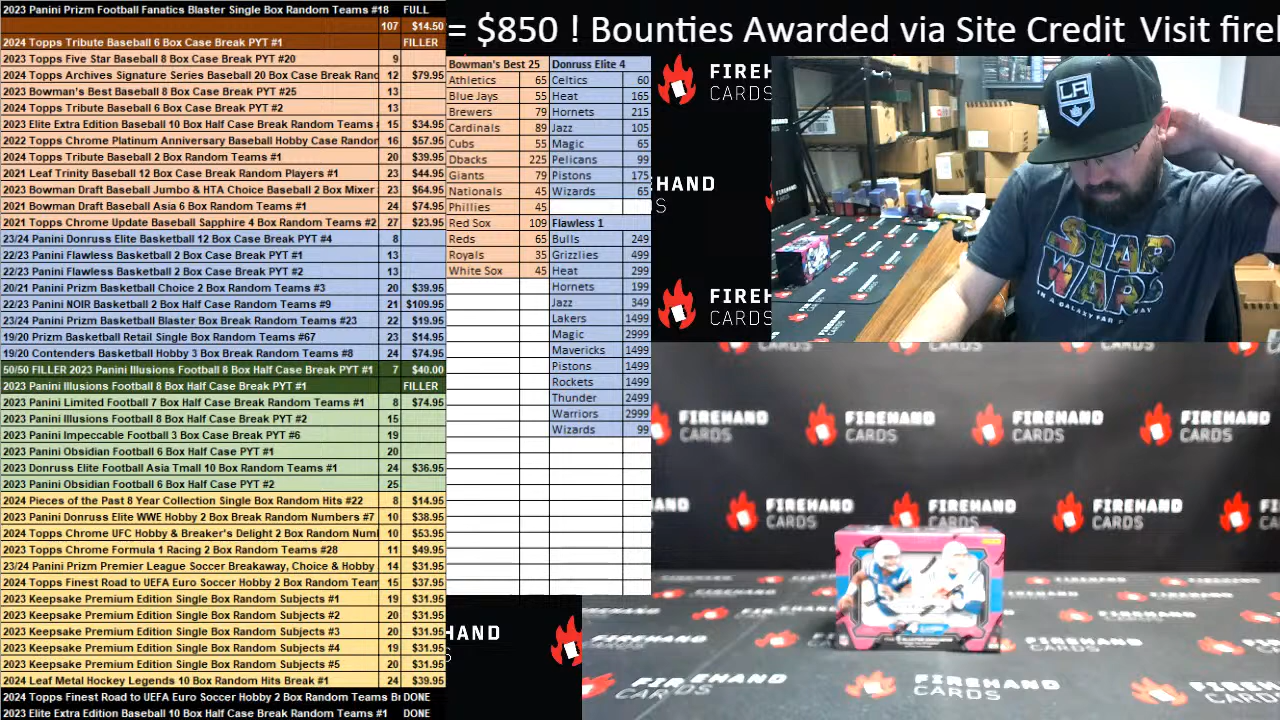 2023 Panini Prizm Football Fanatics Blaster Single Box Random Teams #18 FULL
107 $14.50
2024 Topps Tribute Baseball 6 Box Case Break PYT #1 FILLER
2023 Topps Five Star Baseball 8 Box Case Break PYT #20 9
2024 Topps Archives Signature Series Baseball 20 Box Case Break Ranc 12 $79.95
2023 Bowman's Best Baseball 8 Box Case PYT #25 13
2024 Topps Tribute Baseball 6 Box Case Break PYT #2 13
2023 Elite Extra Edition Baseball 10 Box Half Case Break Random Teams 15 $34.95
2022 Topps Chrome Platinum Anniversary Baseball Hobby Case Randor 16 $57.95
2024 Topps Tribute Baseball 2 Box Random Teams #1 20 $39.95
2021 Leaf Trinity Baseball 12 Box Case Break Random Players #1 23 $44.95
2023 Bowman Draft Baseball Jumbo & HTA Choice Baseball 2 Box Mixer 23 $64.95
2021 Bowman Draft Baseball Asia 6 Box Random Teams #1 24 $74.95
2021 Topps Chrome Update Baseball Sapphire 4 Box Random Teams #2 27 $23.95
23/24 Panini Donruss Elite Basketball 12 Box Case Break PYT #4 8
22/23 Panini Flawless Basketball 2 Box Case Break PYT #1 13
22/23 Panini Flawless Basketball 2 Box Case Break PYT #2 13
20/21 Panini Prizm Basketball Choice 2 Box Random Teams #3 20 $39.95
22/23 Panini NOIR Basketball 2 Box Half Case Random Teams #9 21 $109.95
23/24 Panini Prizm Basketball Blaster Box Break Random Teams #23 22 $19.95
19/20 Prizm Basketball Retail Single Box Random Teams #67 23 $14.95
19/20 Contenders Basketball Hobby 3 Box Break Random Teams #8 24 $74.95
50/50 FILLER 2023 Panini Illusions Football 8 Box Half Case Break PYT #1 7 $40.00
2023 Panini Illusions Football 8 Box Half Case Break PYT #1 FILLER
2023 Panini Limited Football 7 Box Half Case Break Random Teams #1 8 $74.95
2023 Panini Illusions Football 8 Box Half Case Break PYT #2 15
2023 Panini Impeccable Football 3 Box Case Break PYT #6 19
2023 Panini Obsidian Football 6 Box Half Case PYT #1 20
2023 Donruss Elite Football Asia Tmall 10 Box Random Teams #1 24 $36.95
2023 Panini Obsidian Football 6 Box Half Case PYT #2 25
2024 Pieces of the Past 8 Year Collection Single Box Random Hits #22 8 $14.95
2023 Panini Donruss Elite WWE Hobby 2 Box Break Random Numbers #7 10 $38.95
2024 Topps Chrome UFC Hobby & Breaker's Delight 2 Box Random Numl 10 $53.95
2023 Topps Chrome Formula 1 Racing 2 Box Random Teams #28 11 $49.95
23/24 Panini Prizm Premier League Soccer Breakaway, Choice & Hobby 14 $31.95
2024 Topps Finest Road to UEFA Euro Soccer Hobby 2 Box Random Team 15 $37.95
2023 Keepsake Premium Edition Single Box Random Subjects #1 19 $31.95
2023 Keepsake Premium Edition Single Box Random Subjects #2 20 $31.95
2023 Keepsake Premium Edition Single Box Random Subjects #3 20 $31.95
2023 Keepsake Premium Edition Single Box Random Subjects #4 19 $31.95
2023 Keepsake Premium Edition Single Box Random Subjects #5 20 $31.95
2024 Leaf Metal Hockey Legends 10 Box Random Hits Break #1 24 $39.95
2024 Topps Finest Road to UEFA Euro Soccer Hobby 2 Box Random Teams B DONE
2023 Elite Extra Edition Baseball 10 Box Half Case Break Random Teams #1 DONE
= $850 ! Bounties Awarded via Site Credit Visit fire
Bowman's Best 25
Athletics 65
Blue Jays 55
Brewers 79
Cardinals 89
Cubs 55
Dbacks 225
Giants 79
Nationals 45
Phillies 45
Red Sox 109
Reds 65
Royals 35
White Sox 45
Donruss Elite 4
Celtics 60
Heat 165
Hornets 215
Jazz 105
Magic 65
Pelicans 99
Pistons 175
Wizards 65
Flawless 1
Bulls 249
Grizzlies 499
Heat 299
Hornets 199
Jazz 349
Lakers 1499
Magic 2999
Mavericks 1499
Pistons 1499
Rockets 1499
Thunder 2499
Warriors 2999
Wizards 99
FIREH
CARDS
HAND
S
FIREH
CARDS
HAND
S
LA
STAR
WARS
IN A GALAXY FAR FAR AWAY
FIREHAND
CARDS
FIREHAND
CARDS
FIREHAND
CARDS
FIREHAND
CARDS
FIREHAND
CARDS
FIREHAND
CARDS
FIREHAND
CARDS
FIREHAND
CARDS